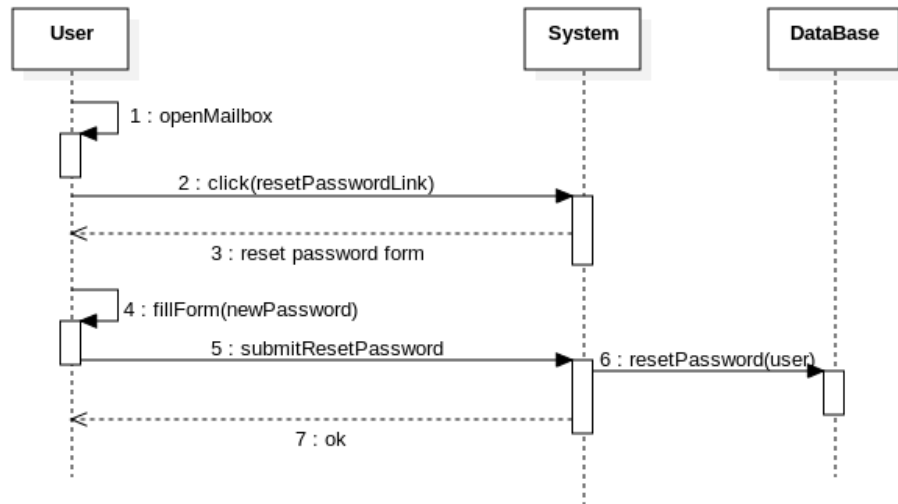 User
System
DataBase
1 : openMailbox
2 : click(resetPasswordLink)
3 : reset password form
4 : fillForm(newPassword)
5 : submitResetPassword
6 : resetPassword(user)
7 : ok